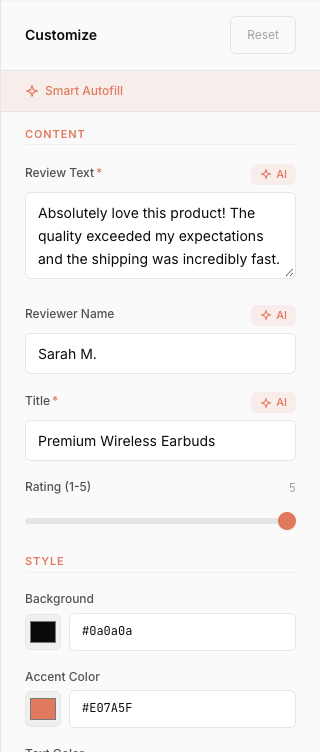 Customize
Reset
Smart Autofill
CONTENT
Review Text*
AI
Absolutely love this product! The
quality exceeded my expectations
and the shipping was incredibly fast.
Reviewer Name
AI
Sarah M.
Title*
AI
Premium Wireless Earbuds
Rating (1-5)
5
STYLE
Background
#0a0a0a
Accent Color
#E07A5F
Text Color